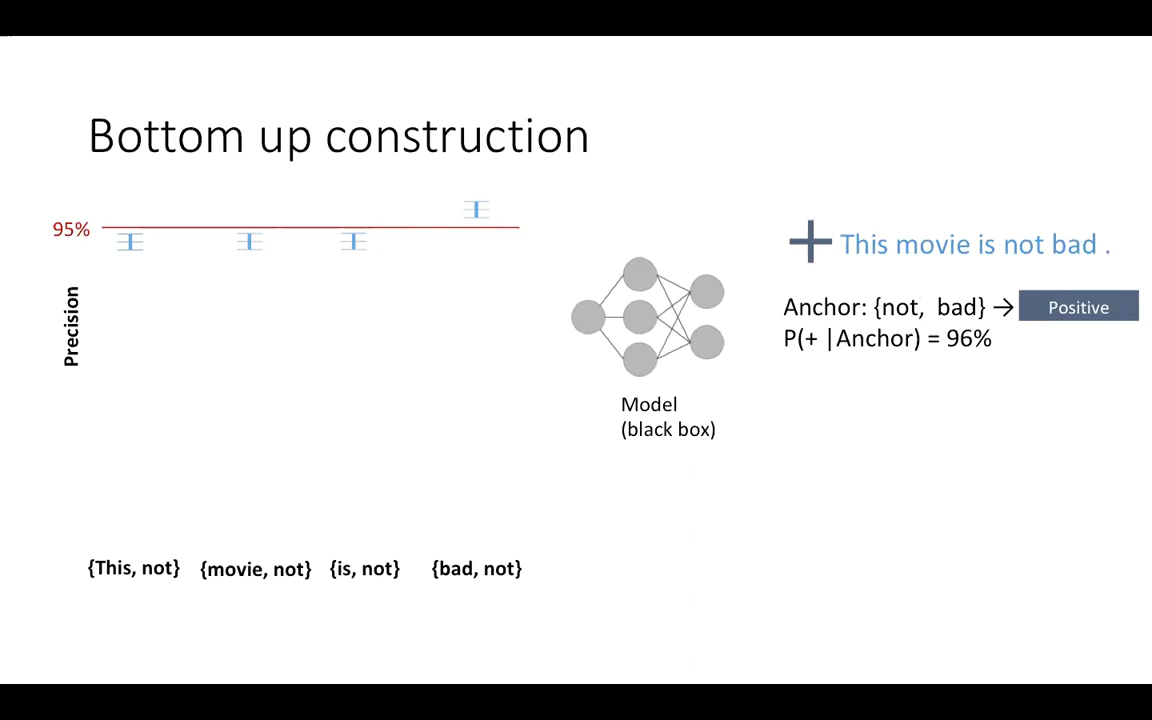 Bottom up construction
95%
Precision
{This, not} {movie, not} {is, not} {bad, not}
Model
(black box)
This movie is not bad .
Anchor: {not, bad} → Positive
P(+ |Anchor) = 96%